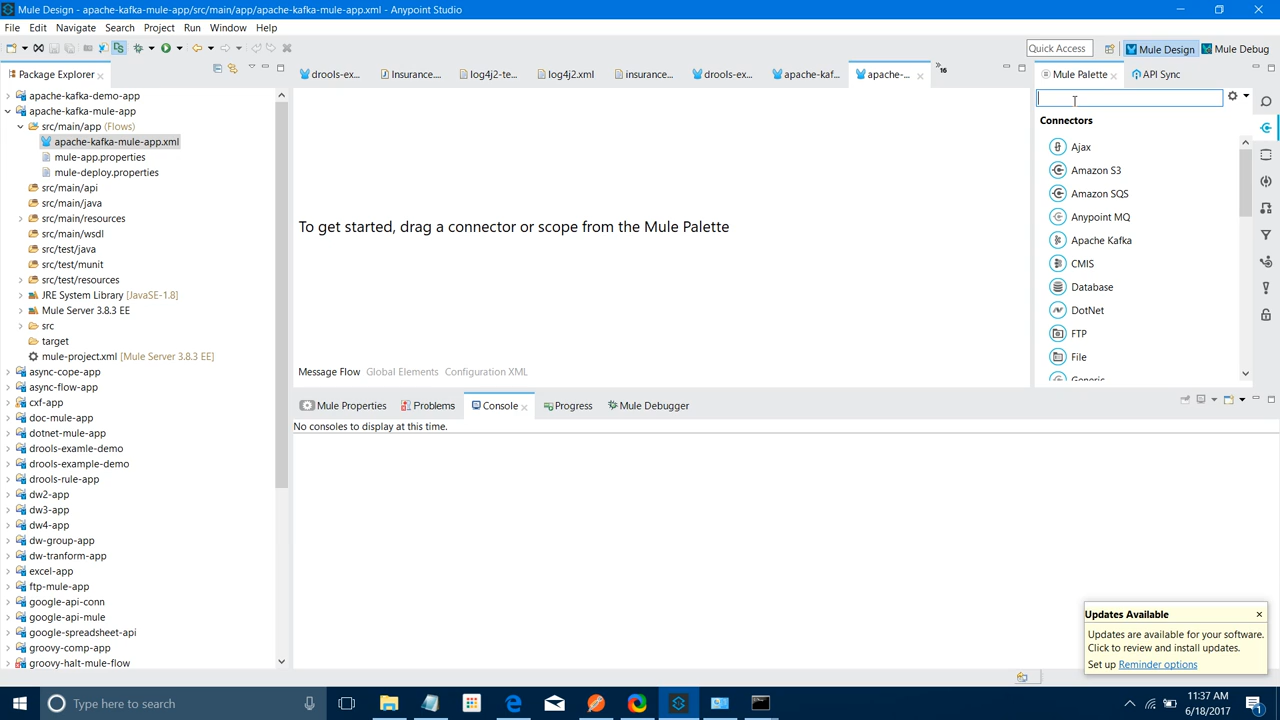 Mule Design - apache-kafka-mule-app/src/main/app/apache-kafka-mule-app.xml - Anypoint Studio
File Edit Navigate Search Project Run Window Help
Quick Access Mule Design Mule Debug
Package Explorer
drools-ex... Insurance.... log4j2-te... log4j2.xml insurance... drools-ex... apache-kaf... apache-... 16
Mule Palette API Sync
apache-kafka-demo-app
apache-kafka-mule-app
src/main/app (Flows)
apache-kafka-mule-app.xml
mule-app.properties
mule-deploy.properties
src/main/api
src/main/java
src/main/resources
src/main/wsdl
src/test/java
src/test/munit
src/test/resources
JRE System Library [JavaSE-1.8]
Mule Server 3.8.3 EE
src
target
mule-project.xml [Mule Server 3.8.3 EE]
async-cope-app
async-flow-app
cxf-app
doc-mule-app
dotnet-mule-app
drools-examle-demo
drools-example-demo
drools-rule-app
dw2-app
dw3-app
dw4-app
dw-group-app
dw-tranform-app
excel-app
ftp-mule-app
google-api-conn
google-api-mule
google-spreadsheet-api
groovy-comp-app
groovy-halt-mule-flow
To get started, drag a connector or scope from the Mule Palette
Message Flow Global Elements Configuration XML
Connectors
Ajax
Amazon S3
Amazon SQS
Anypoint MQ
Apache Kafka
CMIS
Database
DotNet
FTP
File
Generic
Mule Properties Problems Console Progress Mule Debugger
No consoles to display at this time.
Updates Available
Updates are available for your software.
Click to review and install updates.
Set up Reminder options
Type here to search
11:37 AM
6/18/2017
1